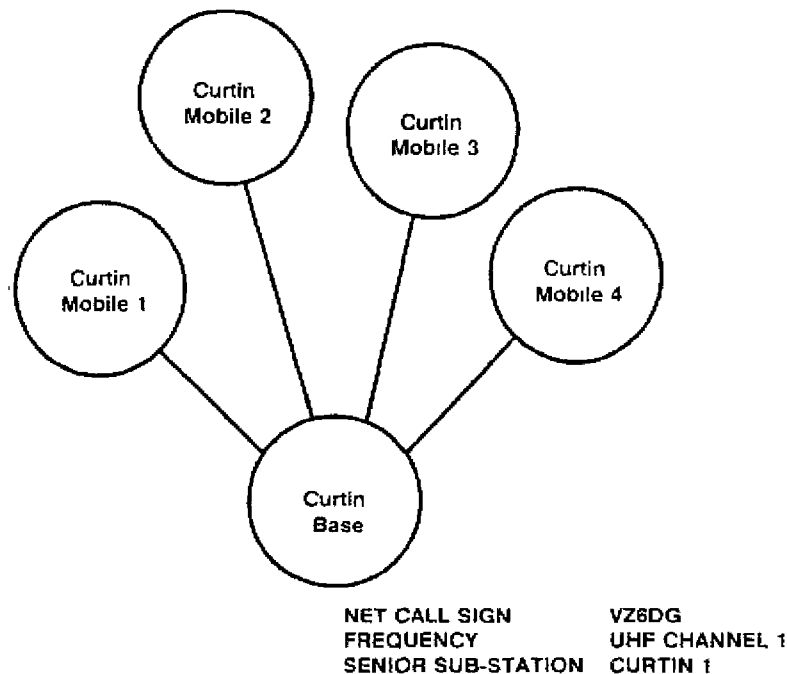 Curtin
Mobile 2
Curtin
Mobile 3
Curtin
Mobile 1
Curtin
Mobile 4
Curtin
Base
NET CALL SIGN VZ6DG
FREQUENCY UHF CHANNEL 1
SENIOR SUB-STATION CURTIN 1